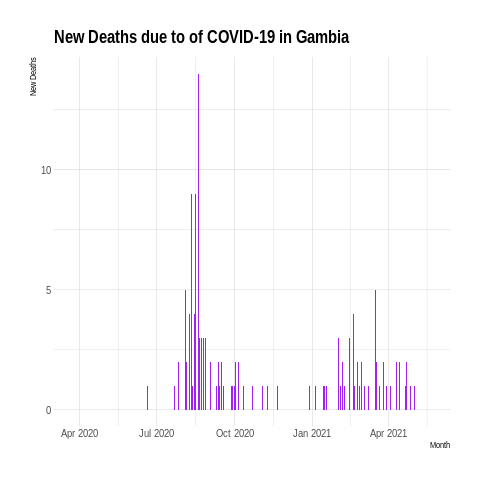 New Deaths due to of COVID-19 in Gambia
New Deaths
10
5
0
Apr 2020 Jul 2020 Oct 2020 Jan 2021 Apr 2021
Month